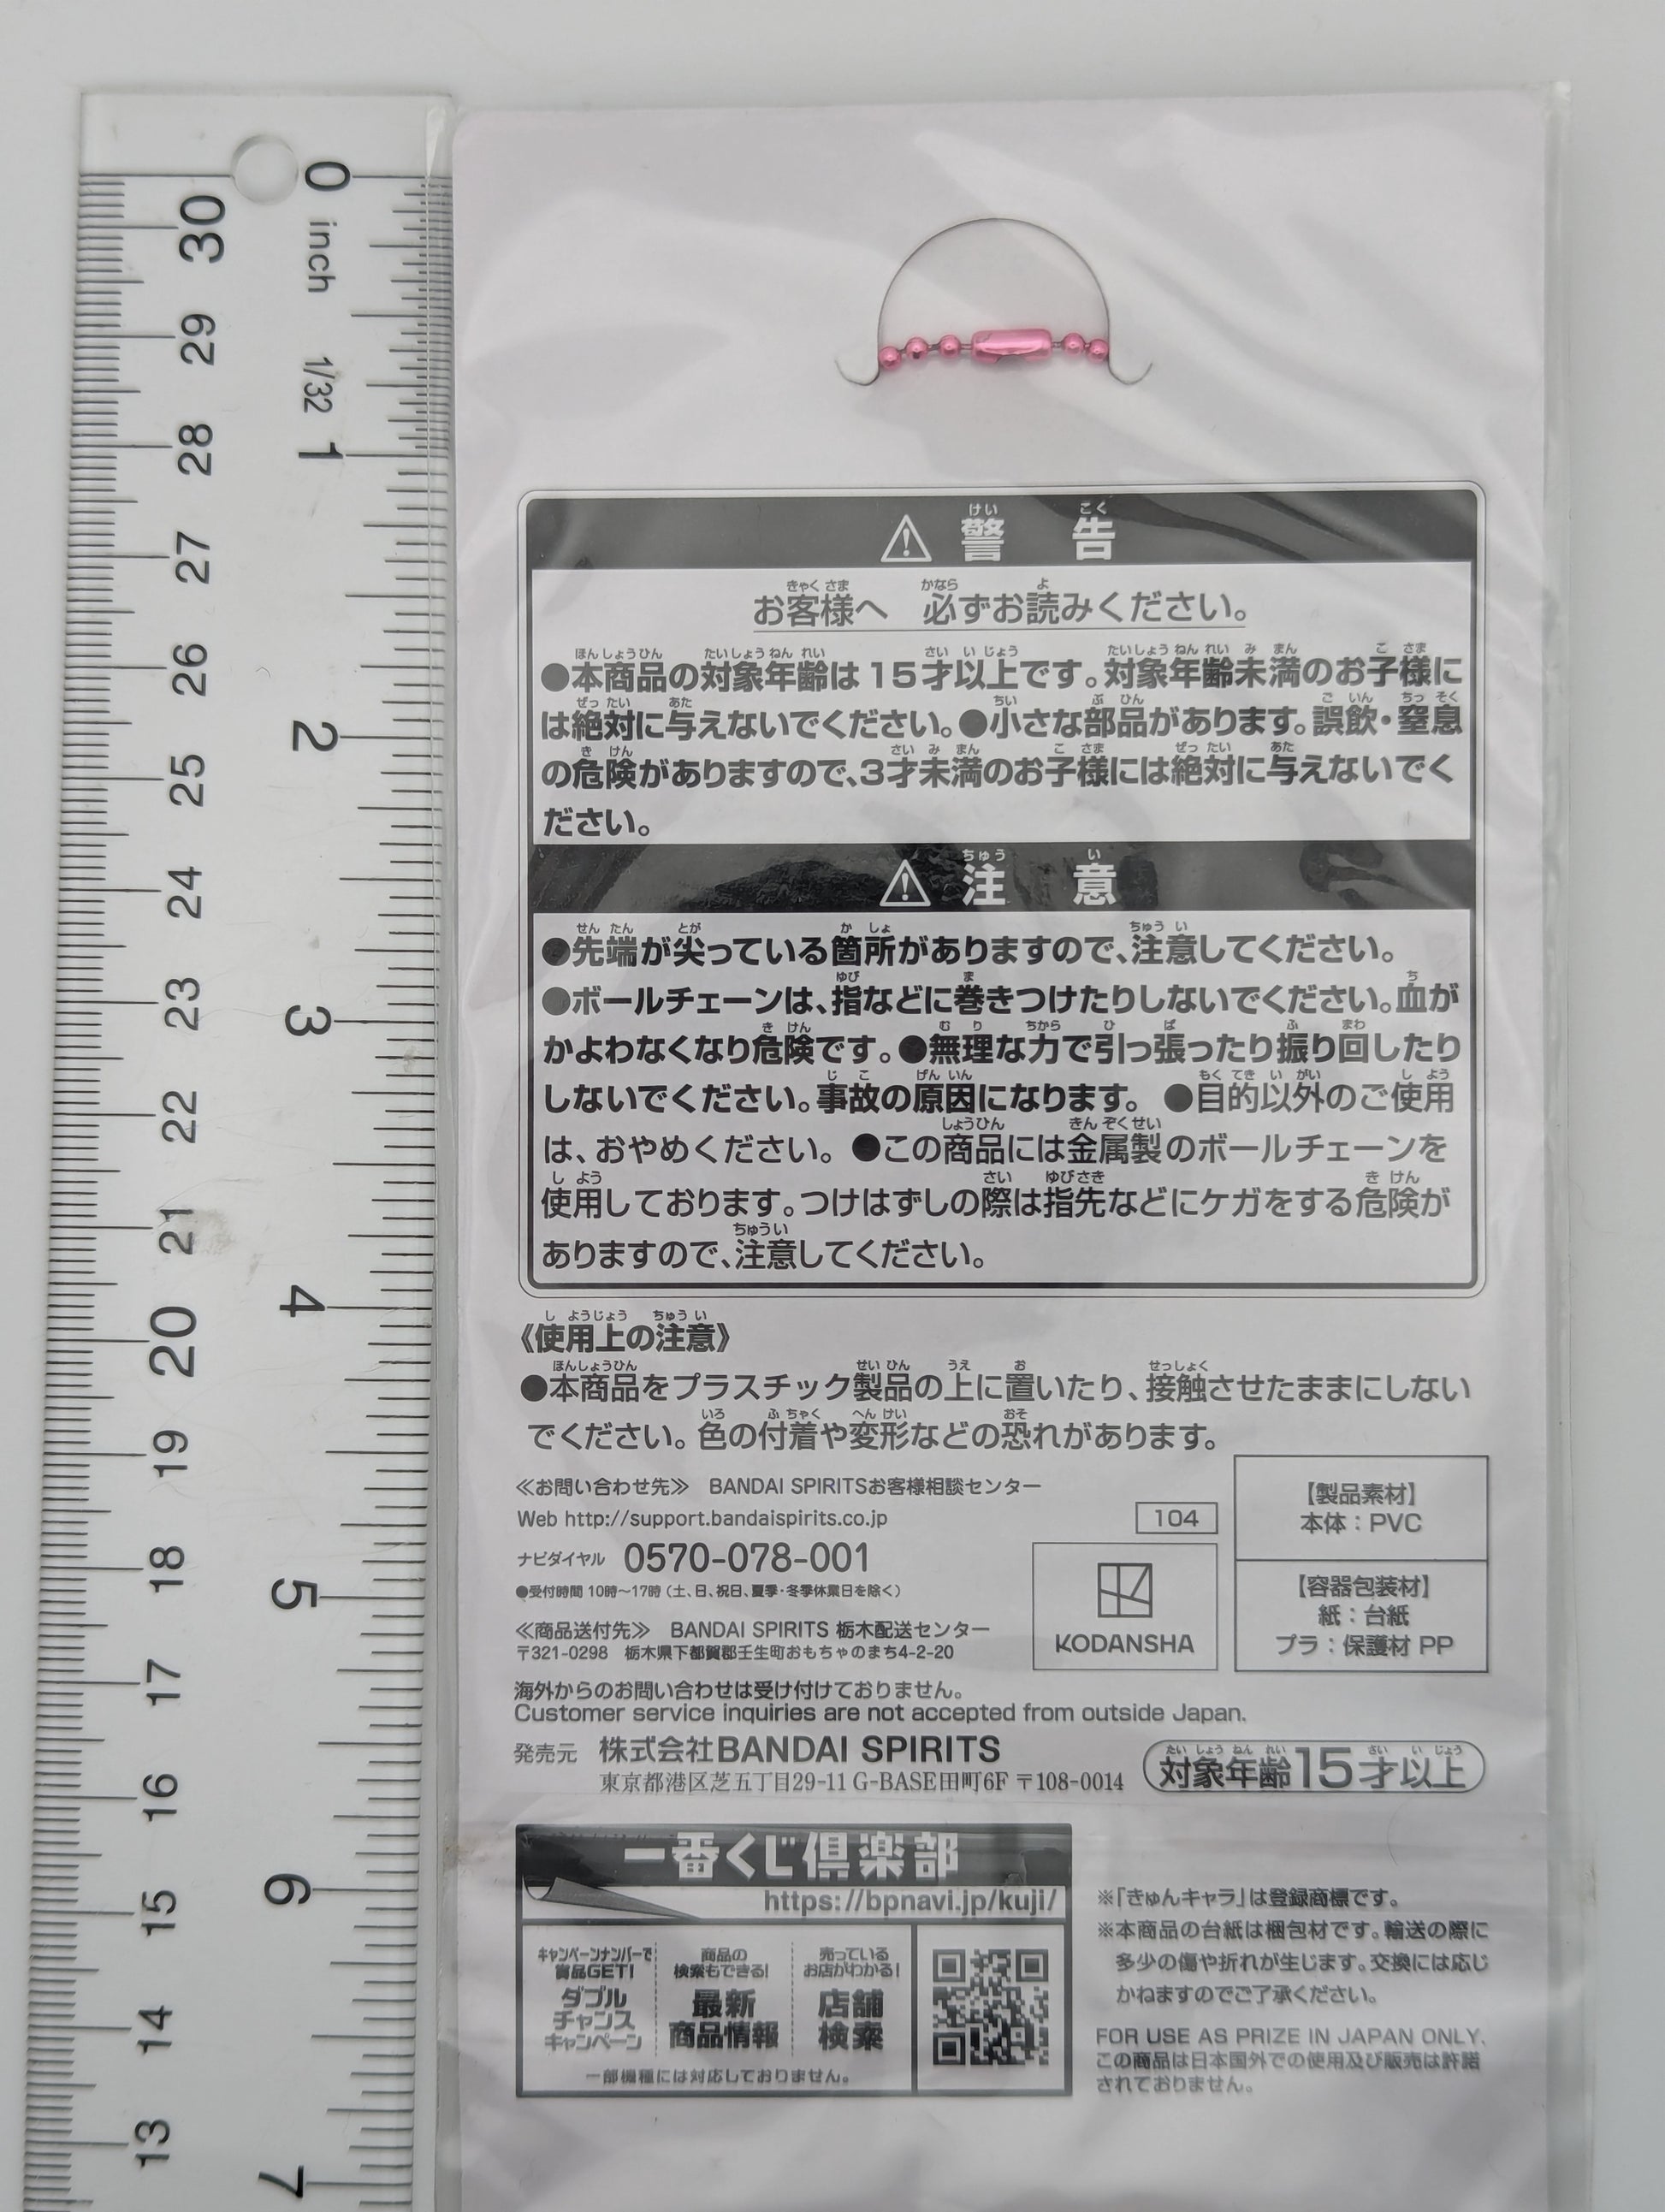 0 inch 1/32 1 2 3 4 5 6 7
30 29 28 27 26 25 24 23 22 21 20 19 18 17 16 15 14 13
⚠ 警告
お客様へ 必ずお読みください。
●本商品の対象年齢は15才以上です。対象年齢未満のお子様に
は絶対に与えないでください。●小さな部品があります。誤飲・窒息
の危険がありますので、3才未満のお子様には絶対に与えないでく
ださい。
⚠ 注意
●先端が尖っている箇所がありますので、注意してください。
●ボールチェーンは、指などに巻きつけたりしないでください。血が
かよわなくなり危険です。●無理な力で引っ張ったり振り回したり
しないでください。事故の原因になります。 ●目的以外のご使用
は、おやめください。 ●この商品には金属製のボールチェーンを
使用しております。つけはずしの際は指先などにケガをする危険が
ありますので、注意してください。
《使用上の注意》
●本商品をプラスチック製品の上に置いたり、接触させたままにしない
でください。色の付着や変形などの恐れがあります。
≪お問い合わせ先≫ BANDAI SPIRITSお客様相談センター
Web http://support.bandaispirits.co.jp
ナビダイヤル 0570-078-001
●受付時間 10時〜17時（土、日、祝日、夏季・冬季休業日を除く）
≪商品送付先≫ BANDAI SPIRITS 栃木配送センター
〒321-0298 栃木県下都賀郡壬生町おもちゃのまち4-2-20
104
KODANSHA
【製品素材】
本体：PVC
【容器包装材】
紙：台紙
プラ：保護材 PP
海外からのお問い合わせは受け付けておりません。
Customer service inquiries are not accepted from outside Japan.
発売元 株式会社BANDAI SPIRITS
東京都港区芝五丁目29-11 G-BASE田町6F 〒108-0014
対象年齢15才以上
一番くじ倶楽部
https://bpnavi.jp/kuji/
キャンペーンナンバーで
賞品GET!
ダブル
チャンス
キャンペーン
商品の
検索もできる!
最新
商品情報
売っている
お店がわかる!
店舗
検索
一部機種には対応しておりません。
※「きゅんキャラ」は登録商標です。
※本商品の台紙は梱包材です。輸送の際に
多少の傷や折れが生じます。交換には応じ
かねますのでご了承ください。
FOR USE AS PRIZE IN JAPAN ONLY.
この商品は日本国外での使用及び販売は許諾
されておりません。